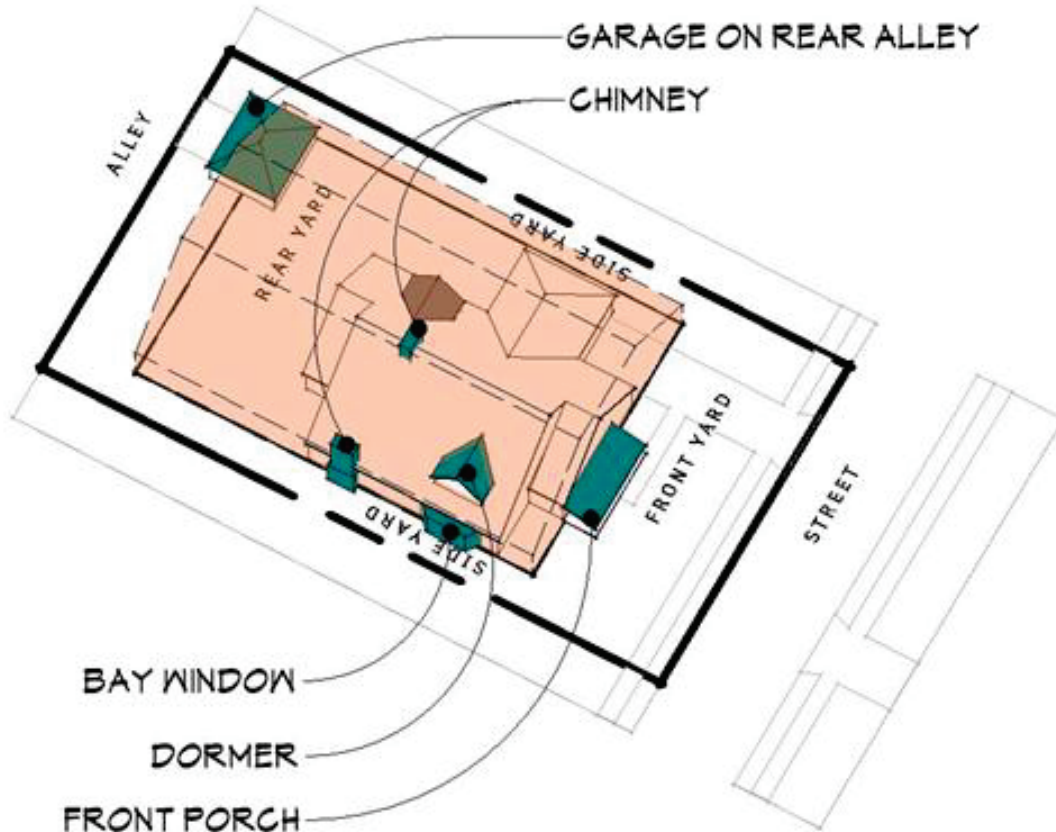 GARAGE ON REAR ALLEY
CHIMNEY
ALLEY
SIDE YARD
REAR YARD
FRONT YARD
STREET
SIDE YARD
BAY WINDOW
DORMER
FRONT PORCH